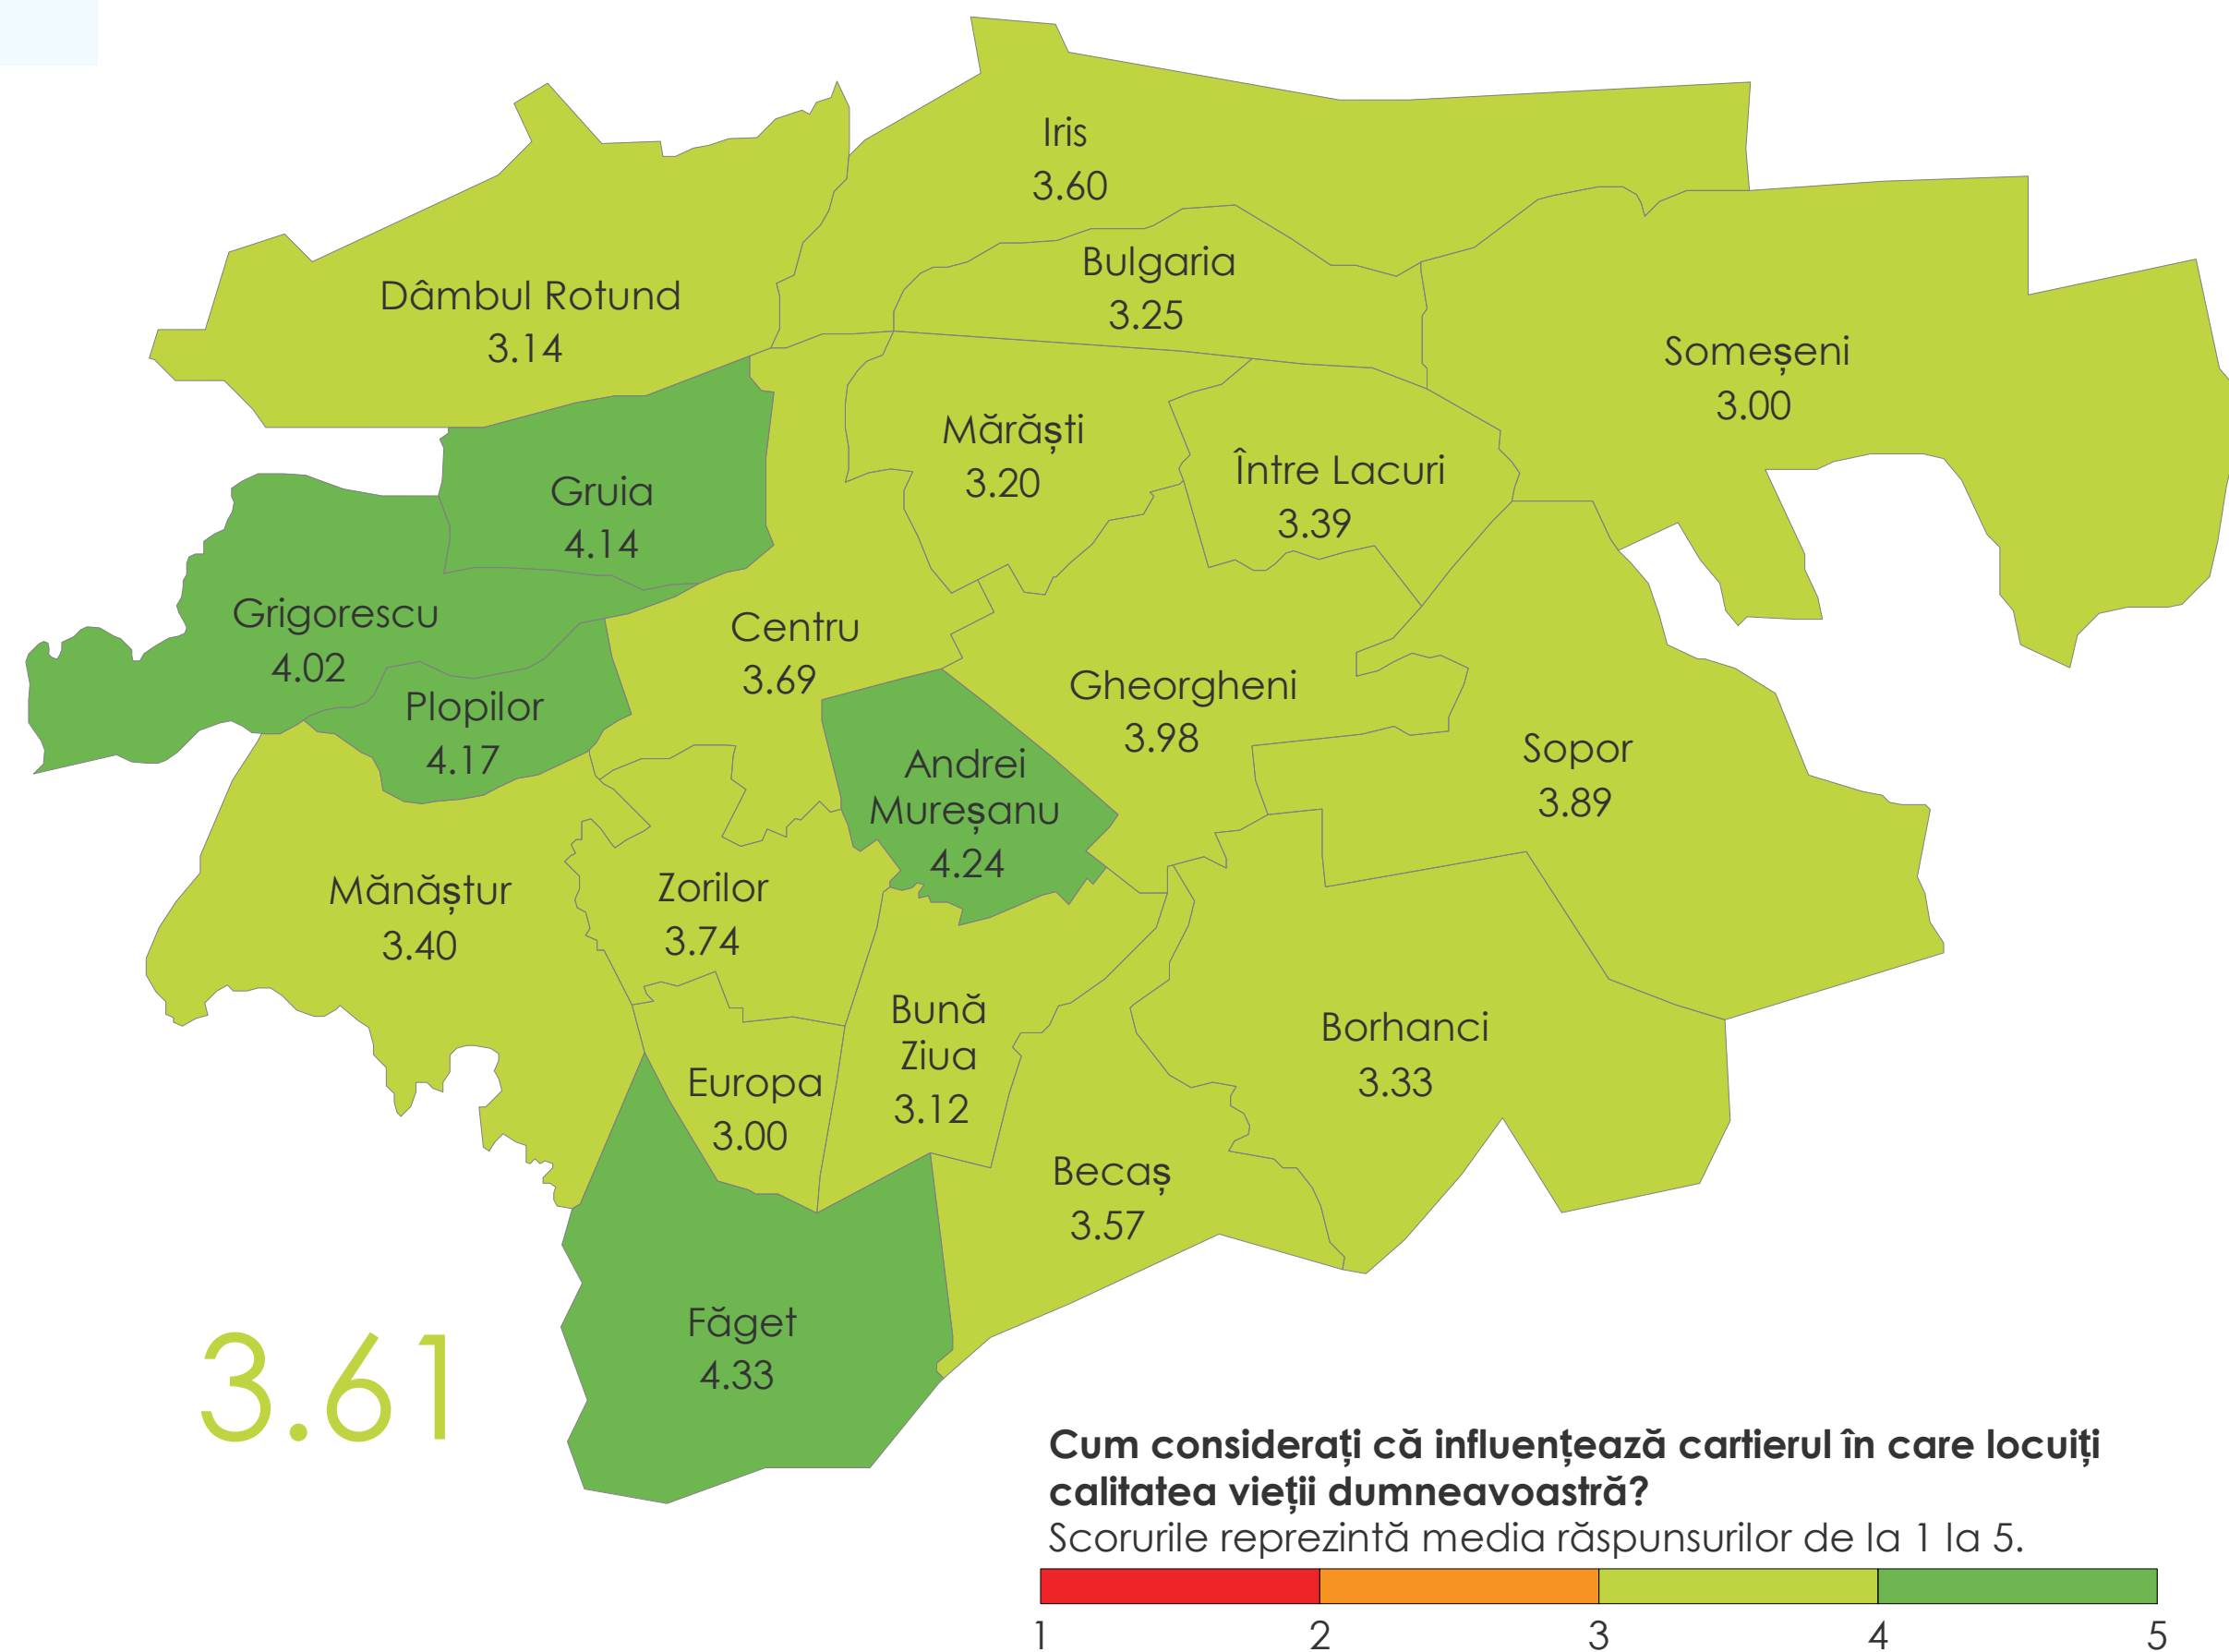 Iris
3.60
Bulgaria
3.25
Dâmbul Rotund
3.14
Someșeni
3.00
Mărăști
3.20
Între Lacuri
3.39
Gruia
4.14
Grigorescu
4.02
Centru
3.69
Plopilor
4.17
Gheorgheni
3.98
Andrei
Mureșanu
4.24
Sopor
3.89
Mănăștur
3.40
Zorilor
3.74
Bună
Ziua
3.12
Borhanci
3.33
Europa
3.00
Becaș
3.57
Făget
4.33
3.61
Cum considerați că influențează cartierul în care locuiți
calitatea vieții dumneavoastră?
Scorurile reprezintă media răspunsurilor de la 1 la 5.
1 2 3 4 5